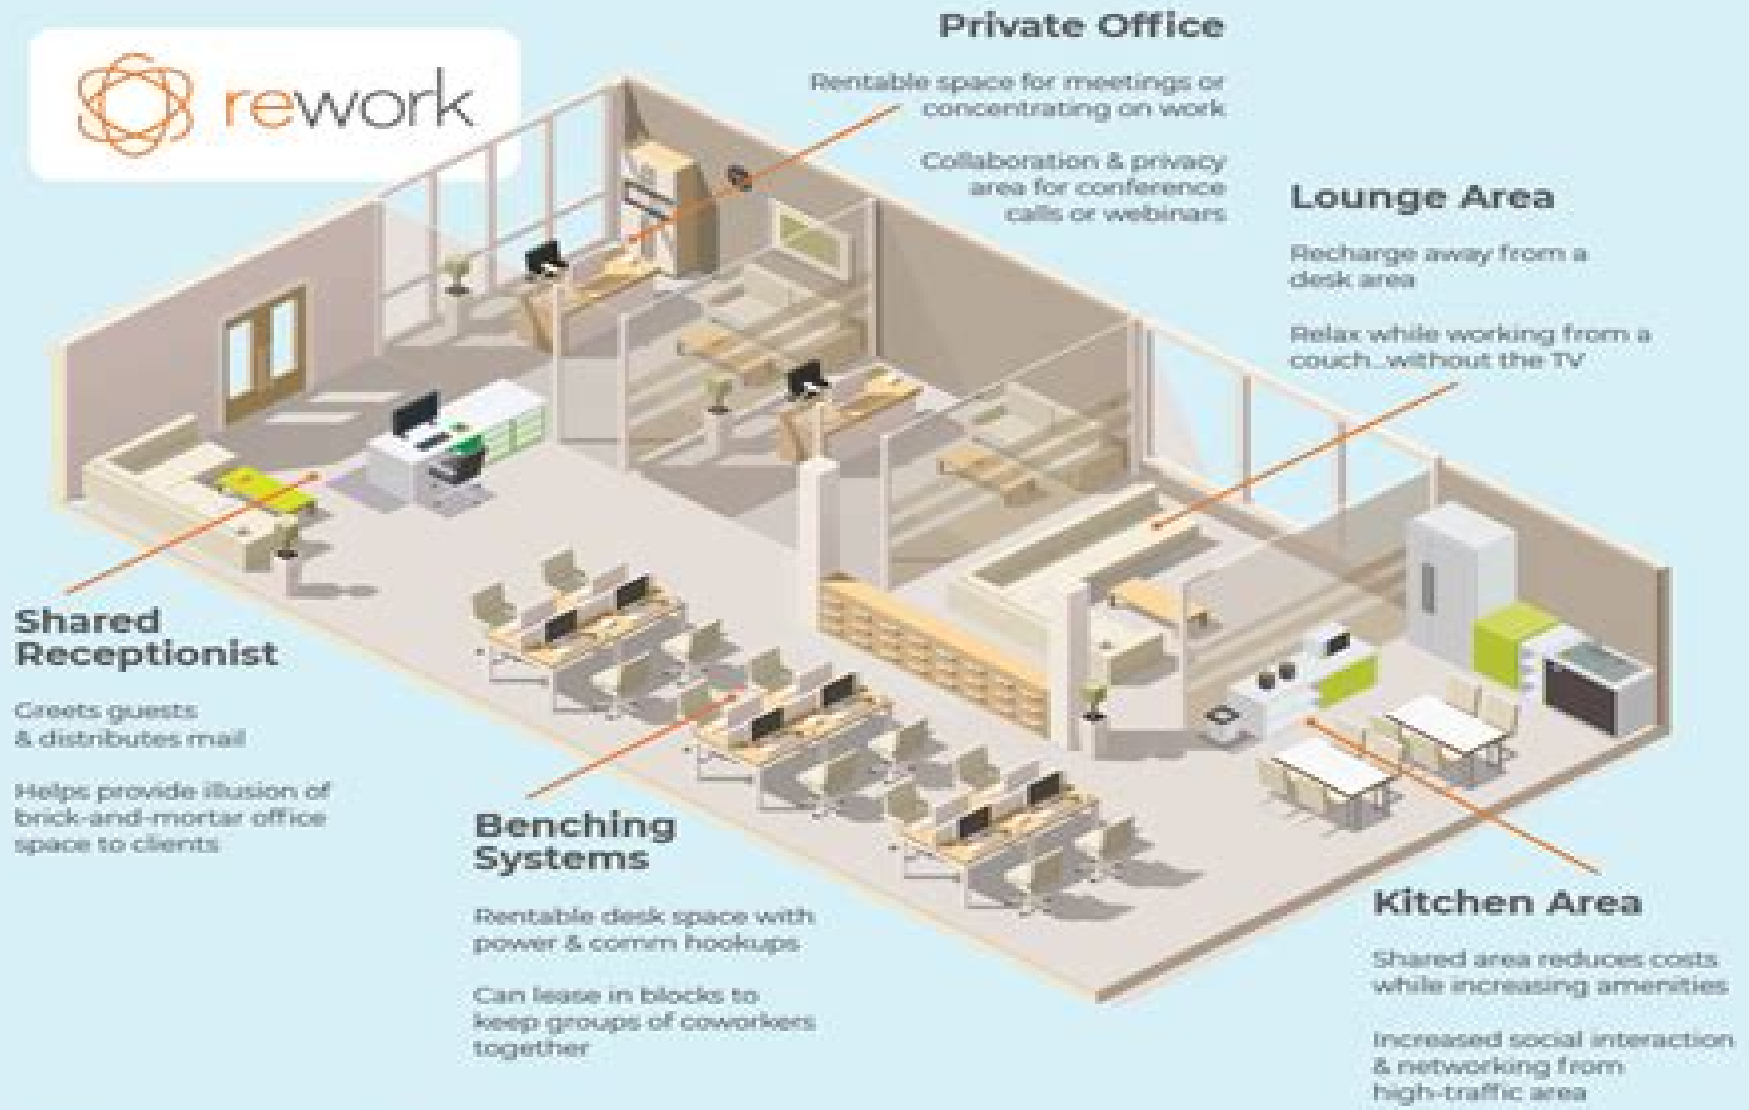 rework
Private Office
Rentable space for meetings or
concentrating on work
Collaboration & privacy
area for conference
calls or webinars
Lounge Area
Recharge away from a
desk area
Relax while working from a
couch...without the TV
Shared
Receptionist
Greets guests
& distributes mail
Helps provide illusion of
brick-and-mortar office
space to clients
Benching
Systems
Rentable desk space with
power & comm hookups
Can lease in blocks to
keep groups of coworkers
together
Kitchen Area
Shared area reduces costs
while increasing amenities
Increased social interaction
& networking from
high-traffic area